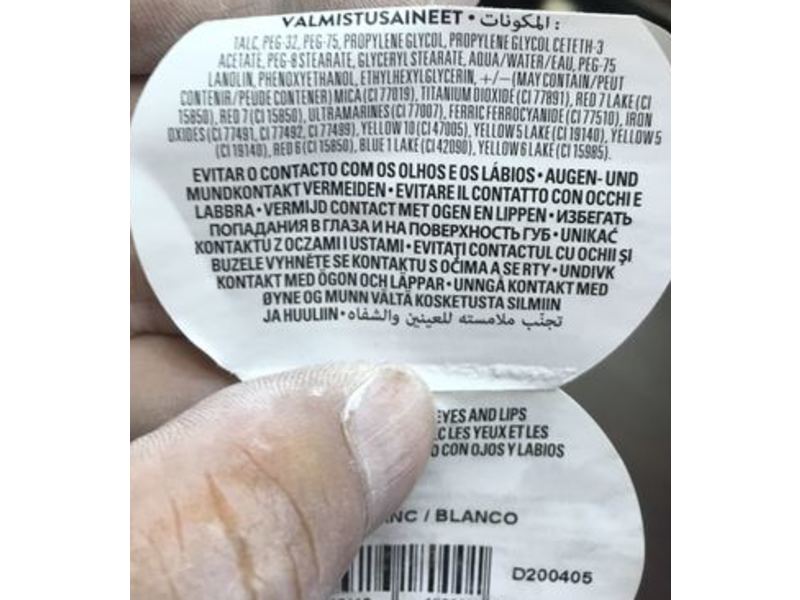 VALMISTUSAINEET • المكونات :
TALC, PEG-32, PEG-75, PROPYLENE GLYCOL, PROPYLENE GLYCOL CETETH-3
ACETATE, PEG-8 STEARATE, GLYCERYL STEARATE, AQUA/WATER/EAU, PEG-75
LANOLIN, PHENOXYETHANOL, ETHYLHEXYLGLYCERIN, +/—(MAY CONTAIN/PEUT
CONTENIR/PEUDE CONTENER) MICA (CI 77019), TITANIUM DIOXIDE (CI 77891), RED 7 LAKE (CI
15850), RED 7 (CI 15850), ULTRAMARINES (CI 77007), FERRIC FERROCYANIDE (CI 77510), IRON
OXIDES (CI 77491, CI 77492, CI 77499), YELLOW 10 (CI 47005), YELLOW 5 LAKE (CI 19140), YELLOW 5
(CI 19140), RED 6 (CI 15850), BLUE 1 LAKE (CI 42090), YELLOW 6 LAKE (CI 15985).
EVITAR O CONTACTO COM OS OLHOS E OS LÁBIOS • AUGEN- UND
MUNDKONTAKT VERMEIDEN • EVITARE IL CONTATTO CON OCCHI E
LABBRA • VERMIJD CONTACT MET OGEN EN LIPPEN • ИЗБЕГАТЬ
ПОПАДАНИЯ В ГЛАЗА И НА ПОВЕРХНОСТЬ ГУБ • UNIKAĆ
KONTAKTU Z OCZAMI I USTAMI • EVITAȚI CONTACTUL CU OCHII ȘI
BUZELE VYHNĚTE SE KONTAKTU S OČIMA A SE RTY • UNDVIK
KONTAKT MED ÖGON OCH LÄPPAR • UNNGÅ KONTAKT MED
ØYNE OG MUNN VÄLTÄ KOSKETUSTA SILMIIN
JA HUULIIN • تجنّب ملامسته للعينين والشفاه
EYES AND LIPS
LES YEUX ET LES
CON OJOS Y LABIOS
/ BLANCO
D200405